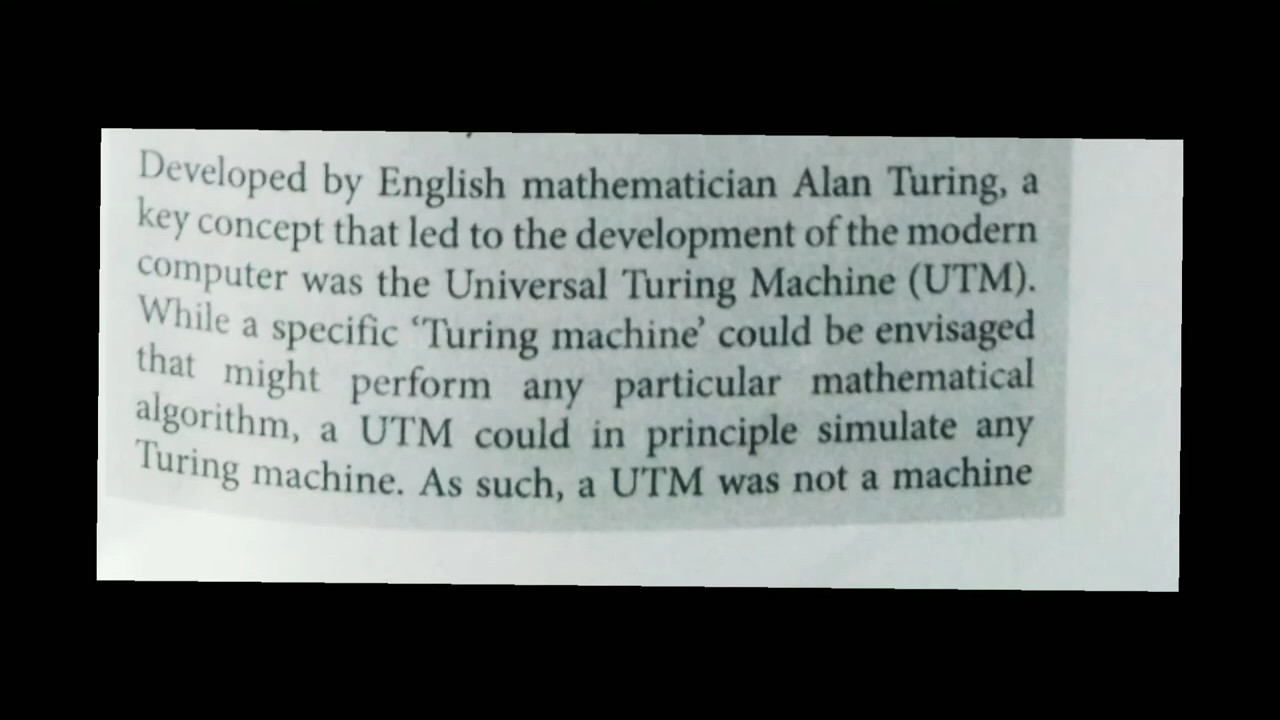 Developed by English mathematician Alan Turing, a
key concept that led to the development of the modern
computer was the Universal Turing Machine (UTM).
While a specific ‘Turing machine’ could be envisaged
that might perform any particular mathematical
algorithm, a UTM could in principle simulate any
Turing machine. As such, a UTM was not a machine